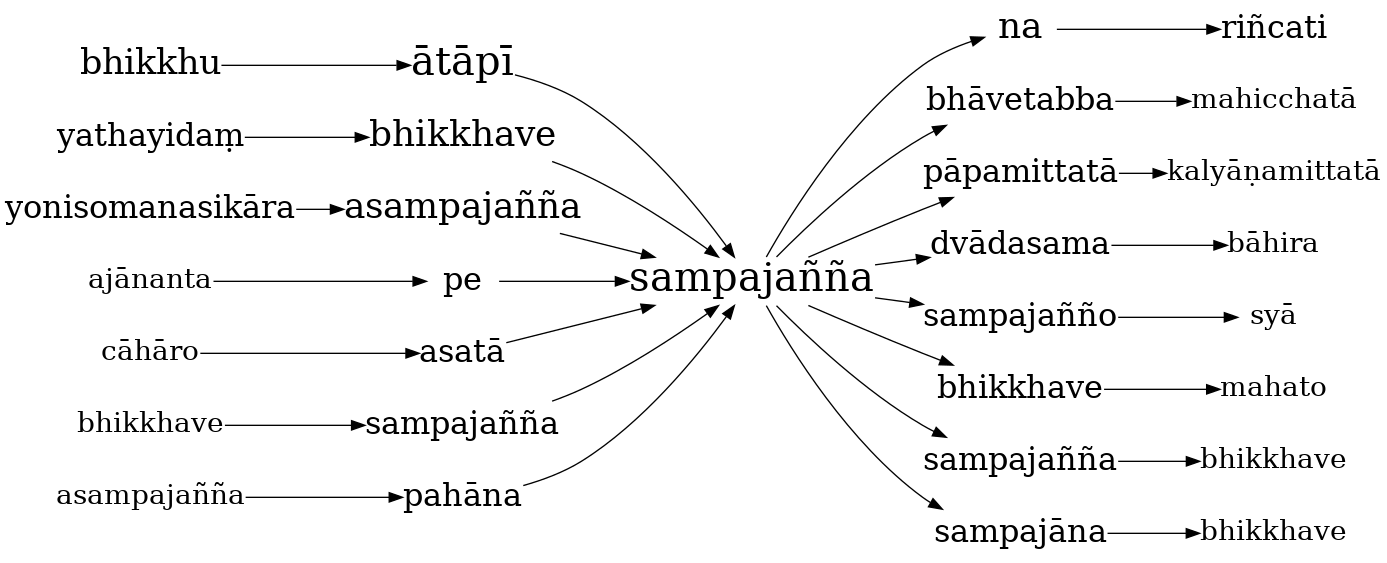 na riñcati
bhikkhu ātāpī
bhāvetabba mahicchatā
yathayidaṃ bhikkhave
pāpamittatā kalyāṇamittatā
yonisomanasikāra asampajañña
dvādasama bāhira
ajānanta pe sampajañña
sampajañño syā
cāhāro asatā
bhikkhave mahato
bhikkhave sampajañña
sampajañña bhikkhave
asampajañña pahāna
sampajāna bhikkhave